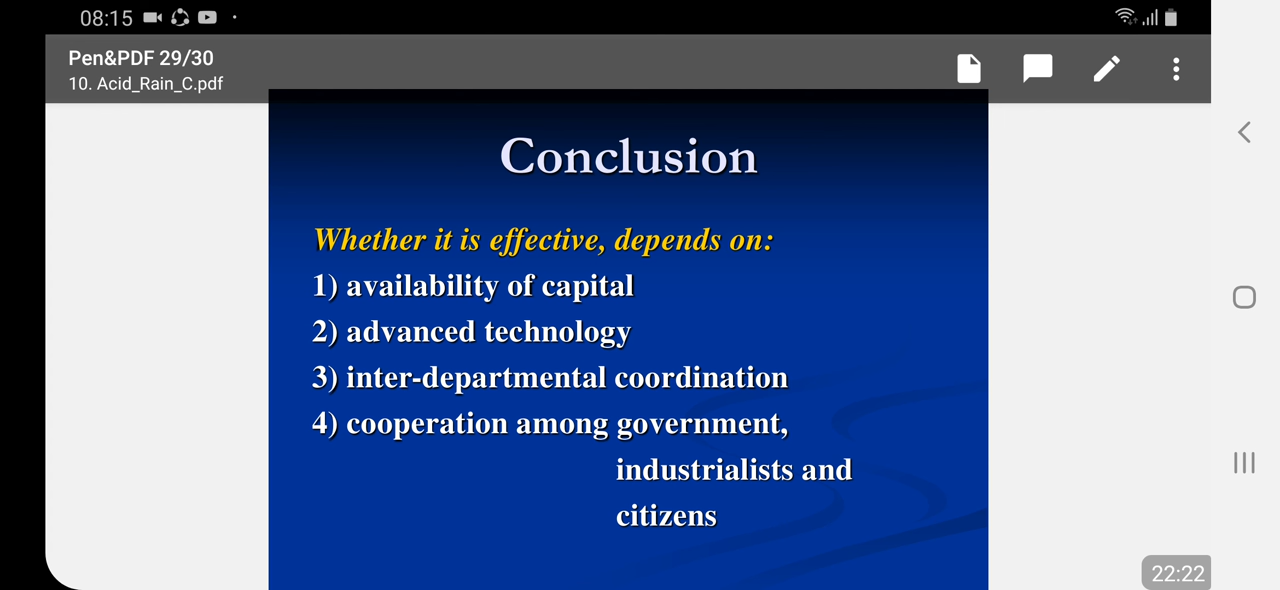 08:15
Pen&PDF 29/30
10. Acid_Rain_C.pdf
Conclusion
Whether it is effective, depends on:
1) availability of capital
2) advanced technology
3) inter-departmental coordination
4) cooperation among government,
industrialists and
citizens
22:22